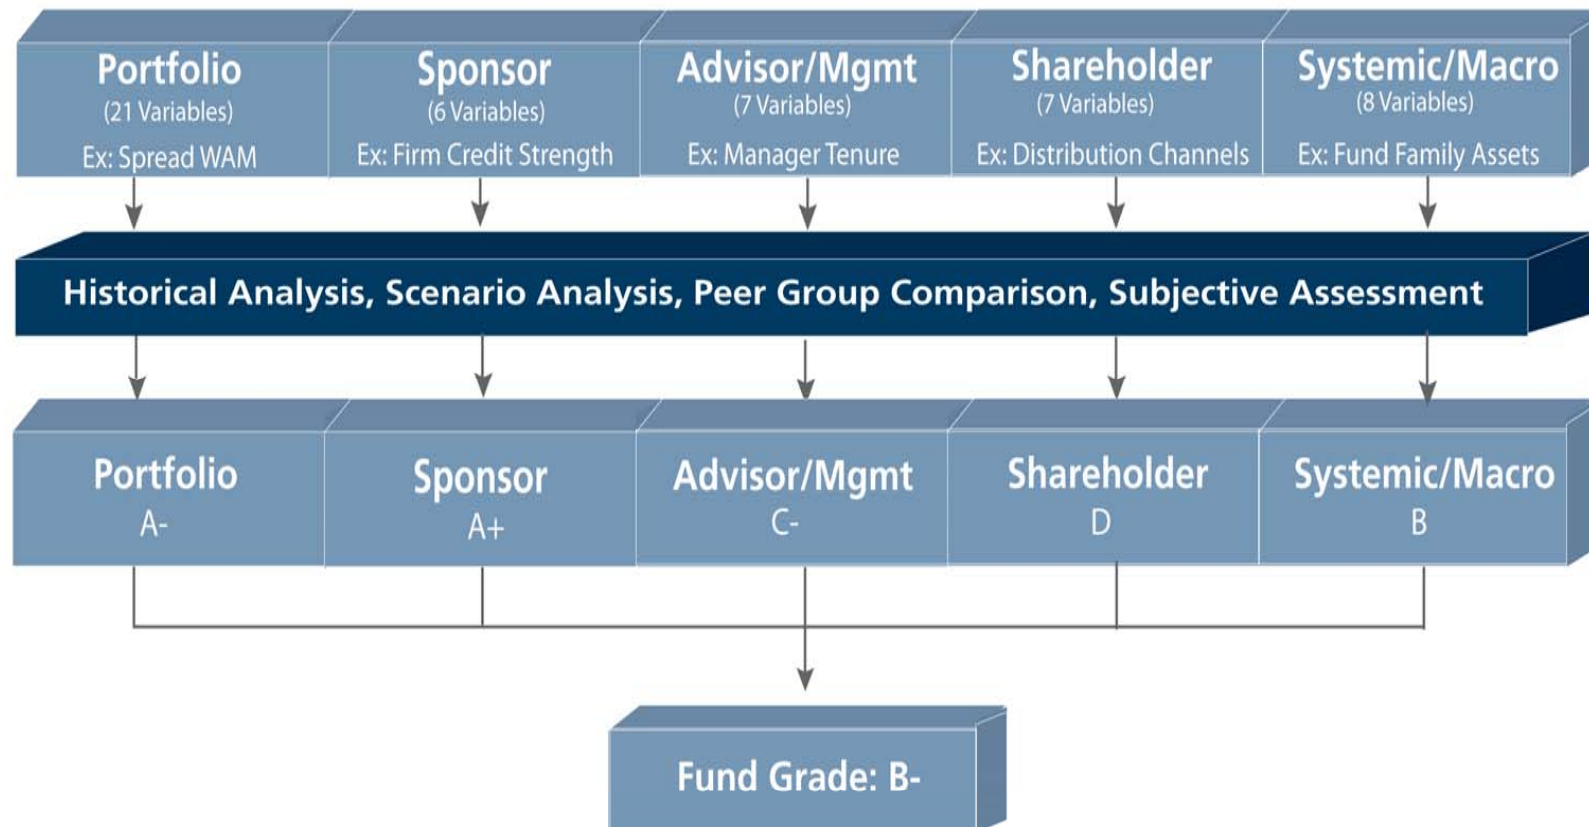 Portfolio
(21 Variables)
Ex: Spread WAM
Sponsor
(6 Variables)
Ex: Firm Credit Strength
Advisor/Mgmt
(7 Variables)
Ex: Manager Tenure
Shareholder
(7 Variables)
Ex: Distribution Channels
Systemic/Macro
(8 Variables)
Ex: Fund Family Assets
Historical Analysis, Scenario Analysis, Peer Group Comparison, Subjective Assessment
Portfolio
A-
Sponsor
A+
Advisor/Mgmt
C-
Shareholder
D
Systemic/Macro
B
Fund Grade: B-